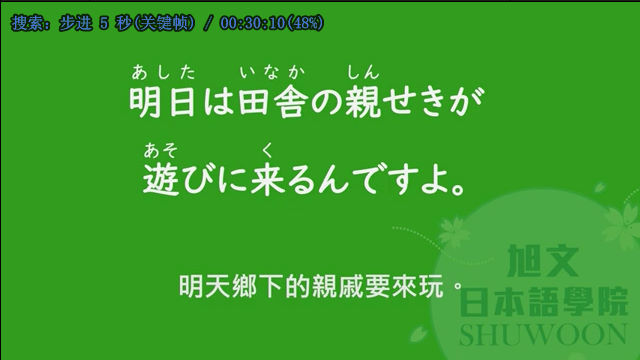 搜索: 步进 5 秒(关键帧) / 00:30:10(48%)
あした いなか しん
明日は田舎の親せきが
あそ く
遊びに来るんですよ。
明天鄉下的親戚要來玩。
旭文
日本語學院
SHUWOON